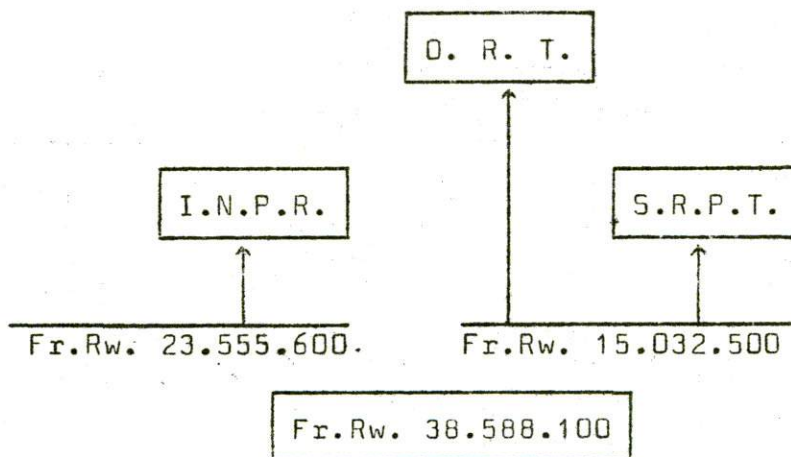 O. R. T.
I.N.P.R.
S.R.P.T.
Fr.Rw. 23.555.600.
Fr.Rw. 15.032.500
Fr.Rw. 38.588.100